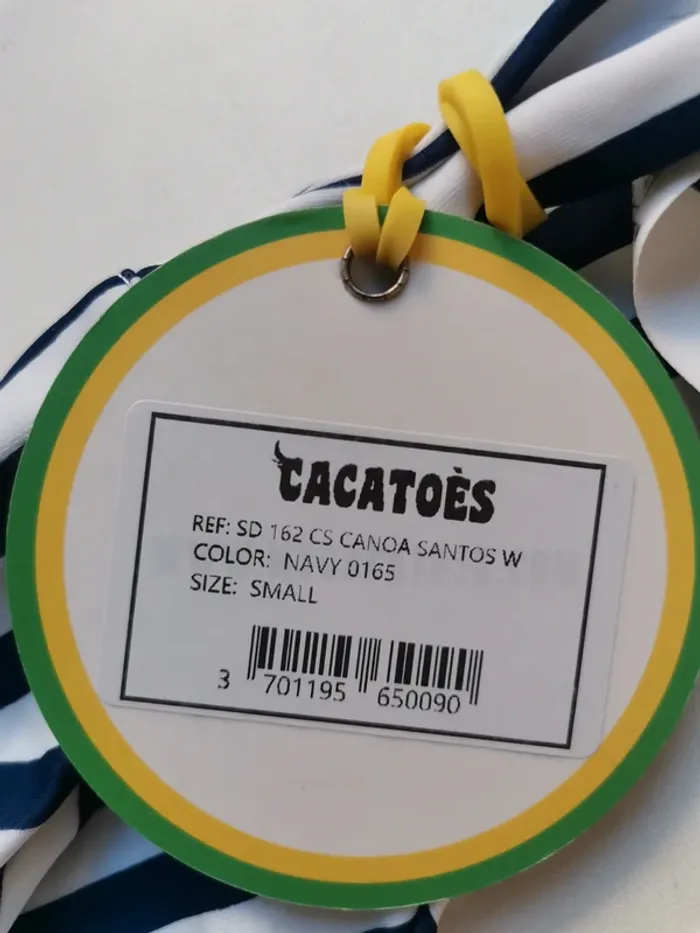 CACATOÈS
REF: SD 162 CS CANOA SANTOS W
COLOR: NAVY 0165
SIZE: SMALL
3 701195 650090